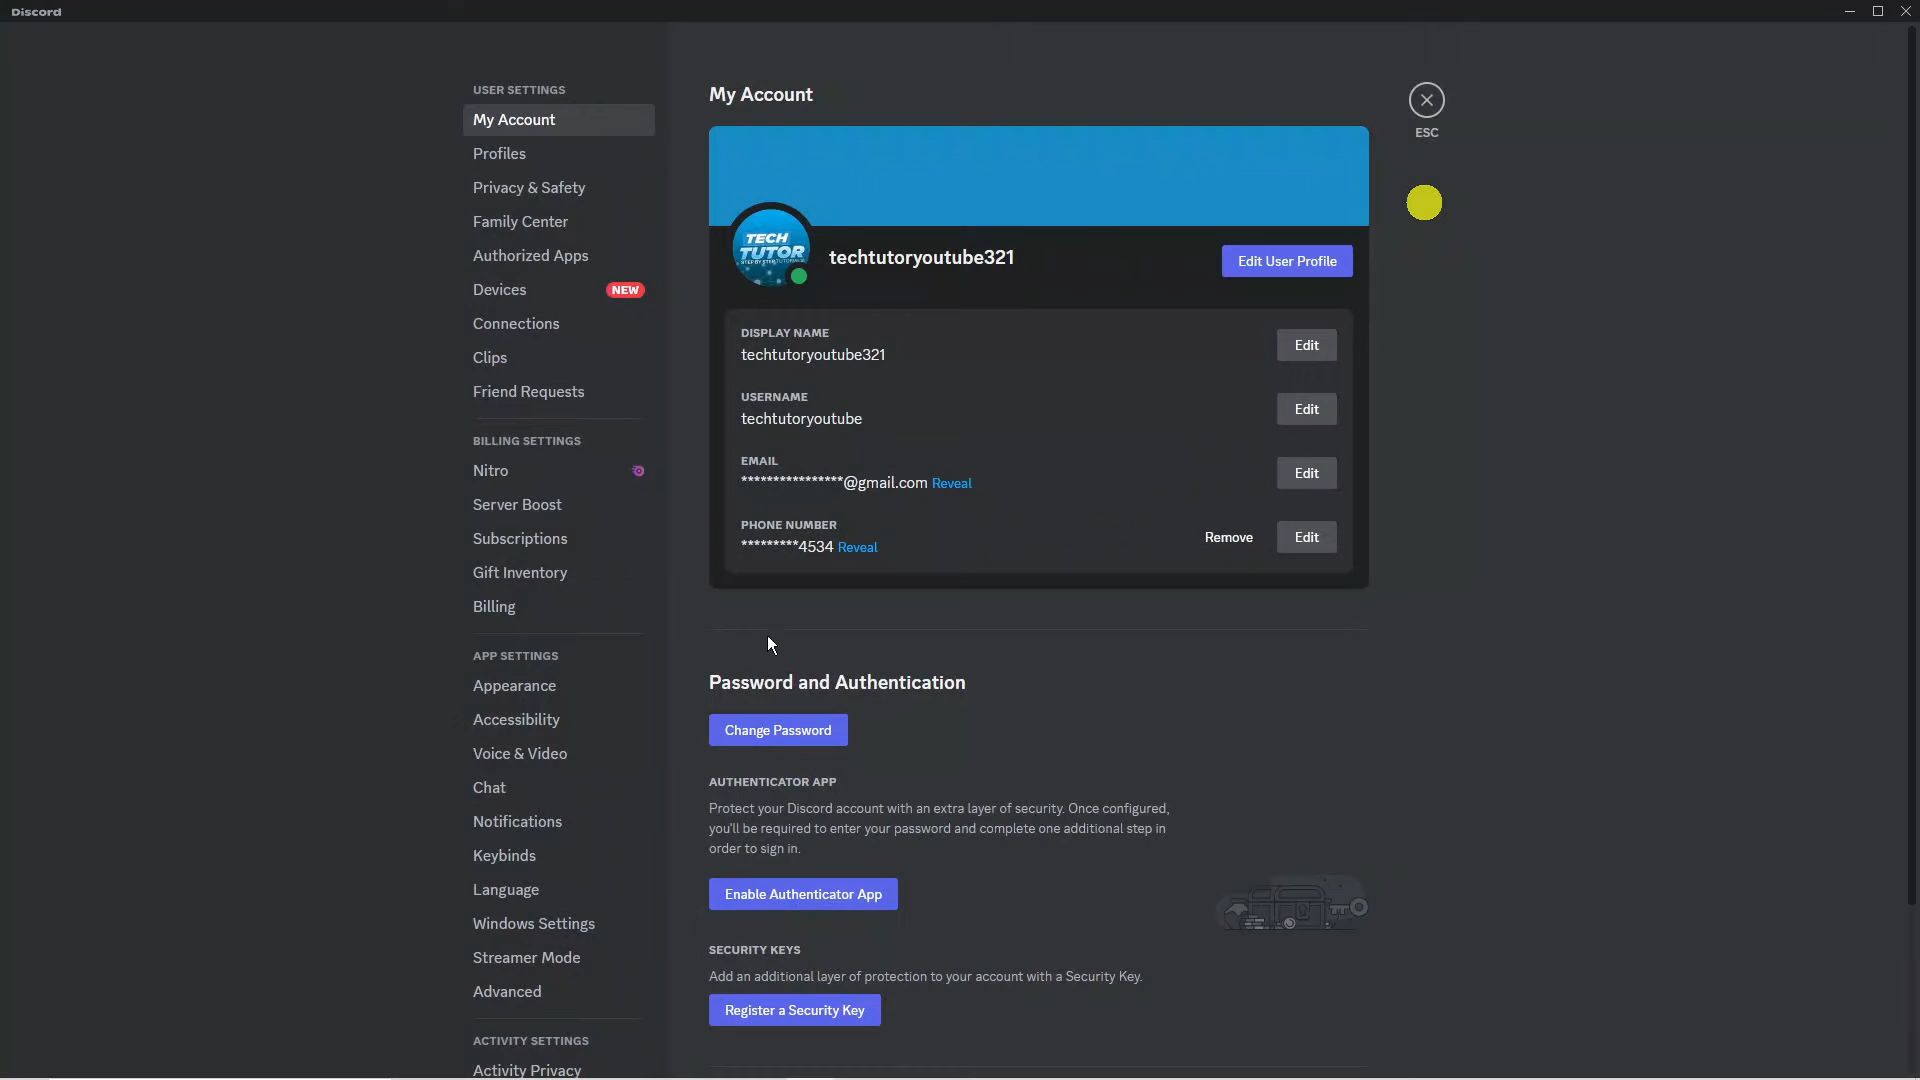 Discord
USER SETTINGS
My Account
Profiles
Privacy & Safety
Family Center
Authorized Apps
Devices NEW
Connections
Clips
Friend Requests
BILLING SETTINGS
Nitro
Server Boost
Subscriptions
Gift Inventory
Billing
APP SETTINGS
Appearance
Accessibility
Voice & Video
Chat
Notifications
Keybinds
Language
Windows Settings
Streamer Mode
Advanced
ACTIVITY SETTINGS
Activity Privacy
My Account
ESC
TECH
TUTOR
techtutoryoutube321
Edit User Profile
DISPLAY NAME
techtutoryoutube321
Edit
USERNAME
techtutoryoutube
Edit
EMAIL
****************@gmail.com Reveal
Edit
PHONE NUMBER
*********4534 Reveal
Remove
Edit
Password and Authentication
Change Password
AUTHENTICATOR APP
Protect your Discord account with an extra layer of security. Once configured,
you'll be required to enter your password and complete one additional step in
order to sign in.
Enable Authenticator App
SECURITY KEYS
Add an additional layer of protection to your account with a Security Key.
Register a Security Key